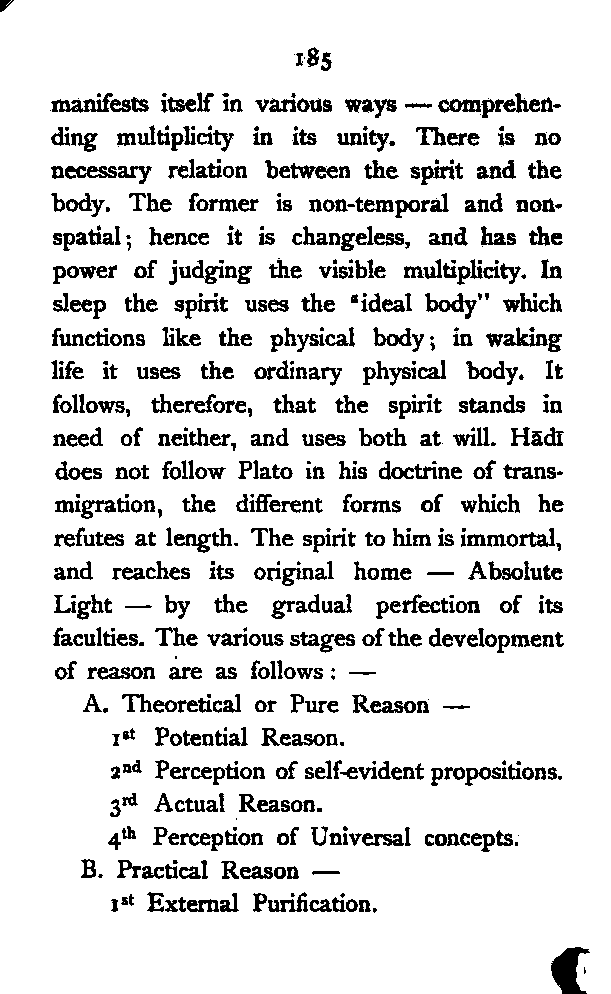 185
manifests itself in various ways — comprehen-
ding multiplicity in its unity. There is no
necessary relation between the spirit and the
body. The former is non-temporal and non-
spatial; hence it is changeless, and has the
power of judging the visible multiplicity. In
sleep the spirit uses the "ideal body" which
functions like the physical body; in waking
life it uses the ordinary physical body. It
follows, therefore, that the spirit stands in
need of neither, and uses both at will. Hādī
does not follow Plato in his doctrine of trans-
migration, the different forms of which he
refutes at length. The spirit to him is immortal,
and reaches its original home — Absolute
Light — by the gradual perfection of its
faculties. The various stages of the development
of reason are as follows: —
A. Theoretical or Pure Reason —
1st Potential Reason.
2nd Perception of self-evident propositions.
3rd Actual Reason.
4th Perception of Universal concepts.
B. Practical Reason —
1st External Purification.